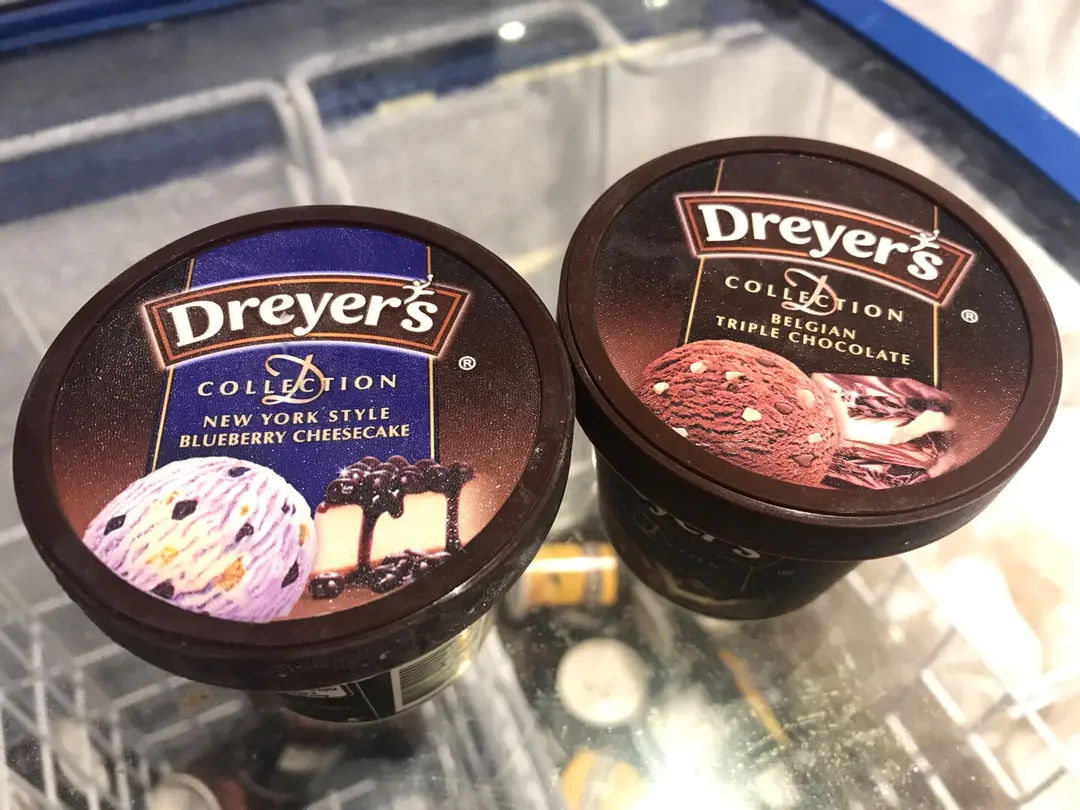 Dreyer's
COLLECTION
D
NEW YORK STYLE
BLUEBERRY CHEESECAKE
®
Dreyer's
COLLECTION
D
BELGIAN
TRIPLE CHOCOLATE
®